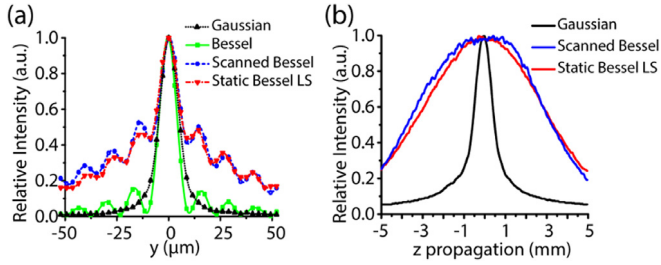 (a)
Relative Intensity (a.u.)
1.0
0.8
0.6
0.4
0.2
0.0
-50 -25 0 25 50
y (μm)
Gaussian
Bessel
Scanned Bessel
Static Bessel LS
(b)
Relative Intensity (a.u.)
1.0
0.8
0.6
0.4
0.2
0.0
-5 -3 -1 1 3 5
z propagation (mm)
Gaussian
Scanned Bessel
Static Bessel LS